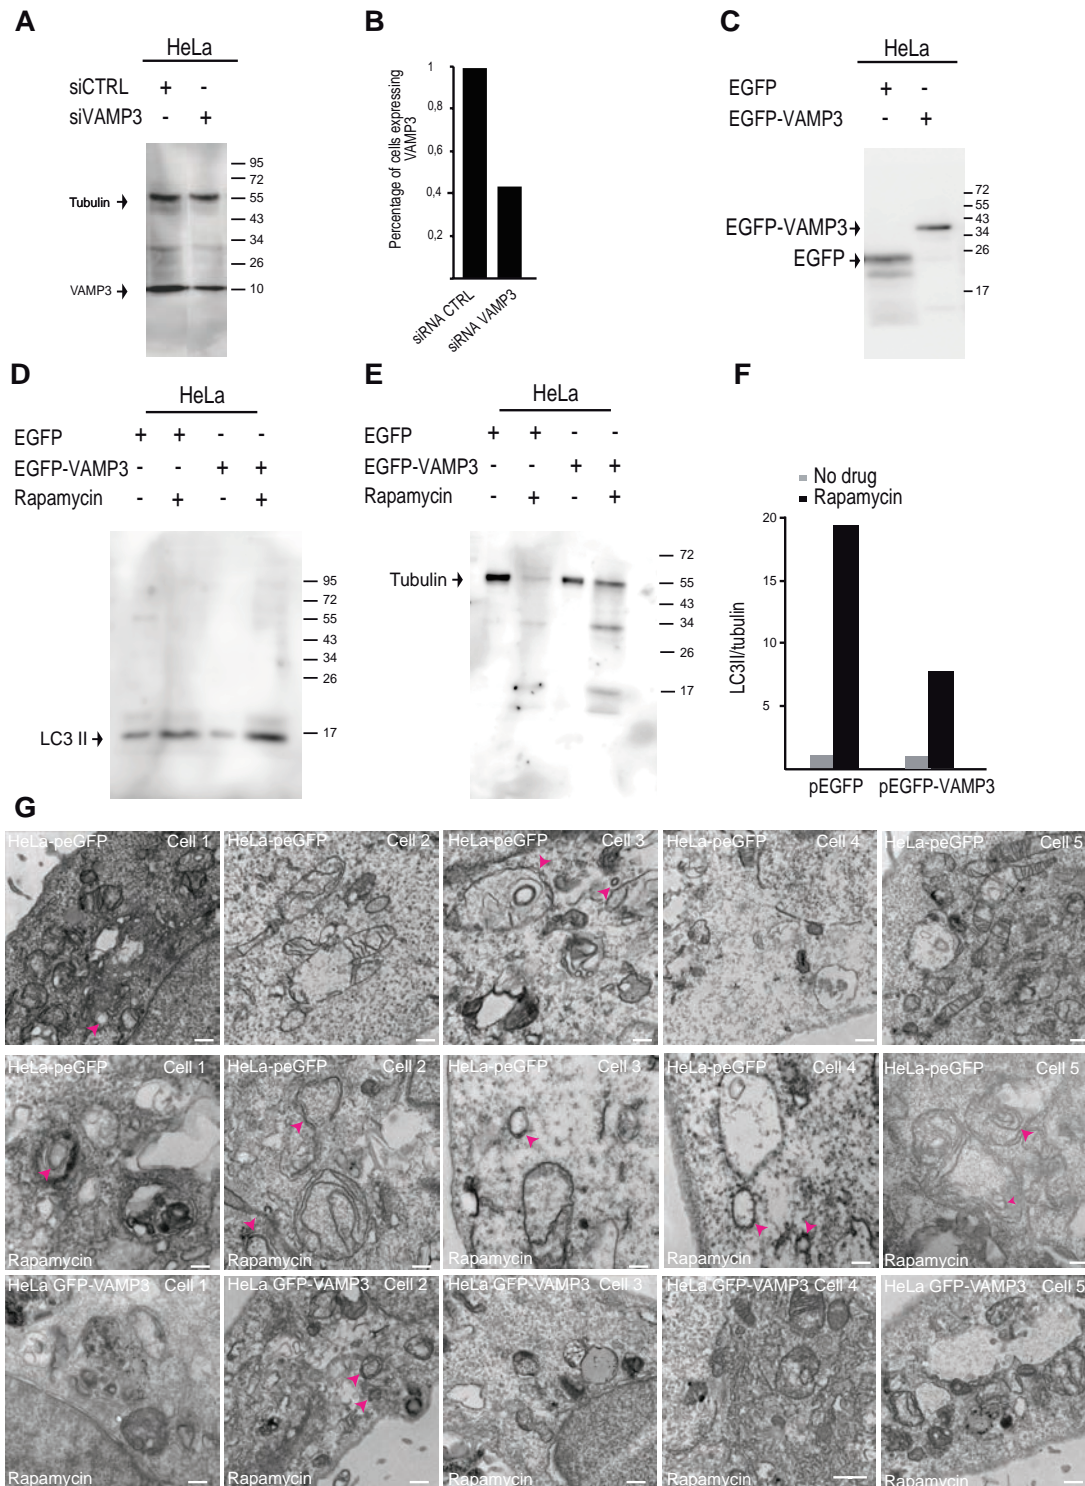 A
HeLa
siCTRL + -
siVAMP3 - +
95
72
Tubulin 55
43
34
26
VAMP3 10
B
Percentage of cells expressing
VAMP3
1
0,8
0,6
0,4
0,2
siRNA CTRL
siRNA VAMP3
C
HeLa
EGFP + -
EGFP-VAMP3 - +
72
55
43
EGFP-VAMP3 34
EGFP 26
17
D
HeLa
EGFP + + - -
EGFP-VAMP3 - - + +
Rapamycin - + - +
95
72
55
43
34
26
LC3 II 17
E
HeLa
EGFP + + - -
EGFP-VAMP3 - - + +
Rapamycin - + - +
72
Tubulin 55
43
34
26
17
F
No drug
Rapamycin
LC3II/tubulin
20
15
10
5
pEGFP pEGFP-VAMP3
G
HeLa-peGFP Cell 1
HeLa-peGFP Cell 2
HeLa-peGFP Cell 3
HeLa-peGFP Cell 4
HeLa-peGFP Cell 5
HeLa-peGFP Cell 1
Rapamycin
HeLa-peGFP Cell 2
Rapamycin
HeLa-peGFP Cell 3
Rapamycin
HeLa-peGFP Cell 4
Rapamycin
HeLa-peGFP Cell 5
Rapamycin
HeLa GFP-VAMP3 Cell 1
Rapamycin
HeLa GFP-VAMP3 Cell 2
Rapamycin
HeLa GFP-VAMP3 Cell 3
Rapamycin
HeLa GFP-VAMP3 Cell 4
Rapamycin
HeLa GFP-VAMP3 Cell 5
Rapamycin